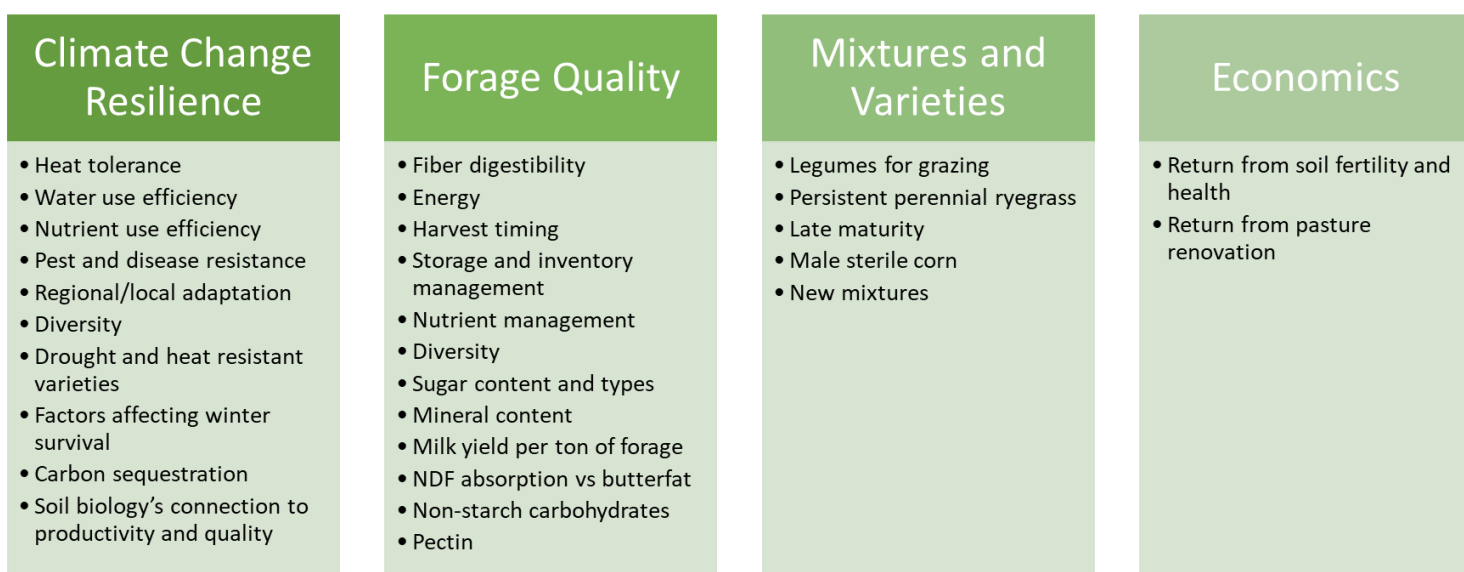 Climate Change
Resilience
• Heat tolerance
• Water use efficiency
• Nutrient use efficiency
• Pest and disease resistance
• Regional/local adaptation
• Diversity
• Drought and heat resistant
varieties
• Factors affecting winter
survival
• Carbon sequestration
• Soil biology’s connection to
productivity and quality
Forage Quality
• Fiber digestibility
• Energy
• Harvest timing
• Storage and inventory
management
• Nutrient management
• Diversity
• Sugar content and types
• Mineral content
• Milk yield per ton of forage
• NDF absorption vs butterfat
• Non-starch carbohydrates
• Pectin
Mixtures and
Varieties
• Legumes for grazing
• Persistent perennial ryegrass
• Late maturity
• Male sterile corn
• New mixtures
Economics
• Return from soil fertility and
health
• Return from pasture
renovation